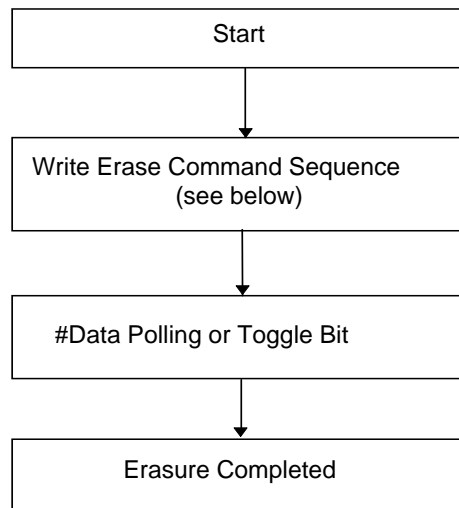 Start
Write Erase Command Sequence
(see below)
#Data Polling or Toggle Bit
Erasure Completed